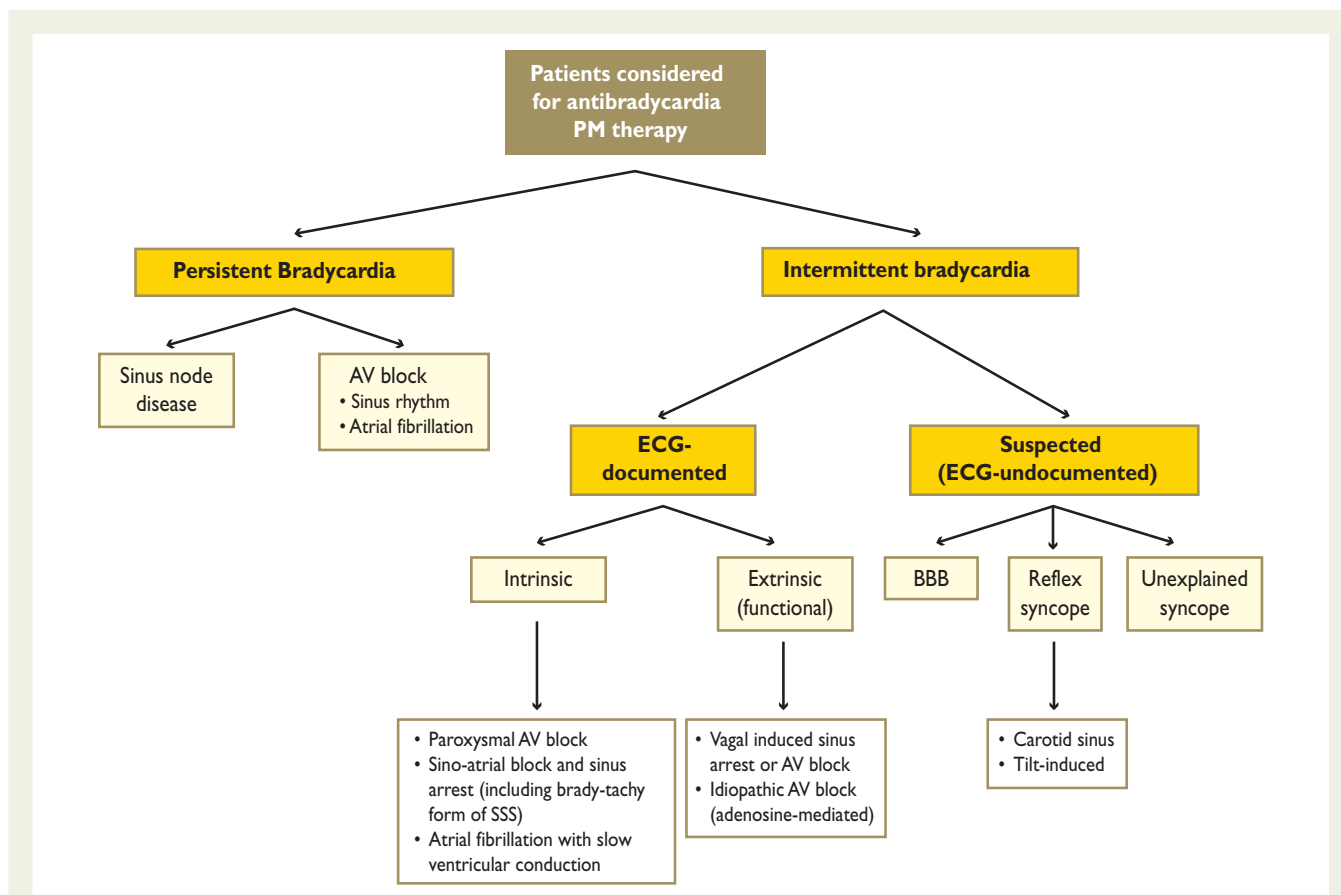 Patients considered
for antibradycardia
PM therapy
Persistent Bradycardia
Intermittent bradycardia
Sinus node
disease
AV block
• Sinus rhythm
• Atrial fibrillation
ECG-
documented
Suspected
(ECG-undocumented)
Intrinsic
Extrinsic
(functional)
BBB
Reflex
syncope
Unexplained
syncope
• Paroxysmal AV block
• Sino-atrial block and sinus
arrest (including brady-tachy
form of SSS)
• Atrial fibrillation with slow
ventricular conduction
• Vagal induced sinus
arrest or AV block
• Idiopathic AV block
(adenosine-mediated)
• Carotid sinus
• Tilt-induced